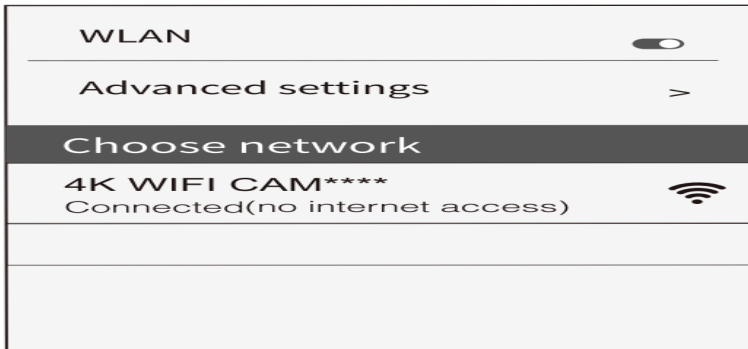 WLAN
Advanced settings
>
Choose network
4K WIFI CAM****
Connected(no internet access)